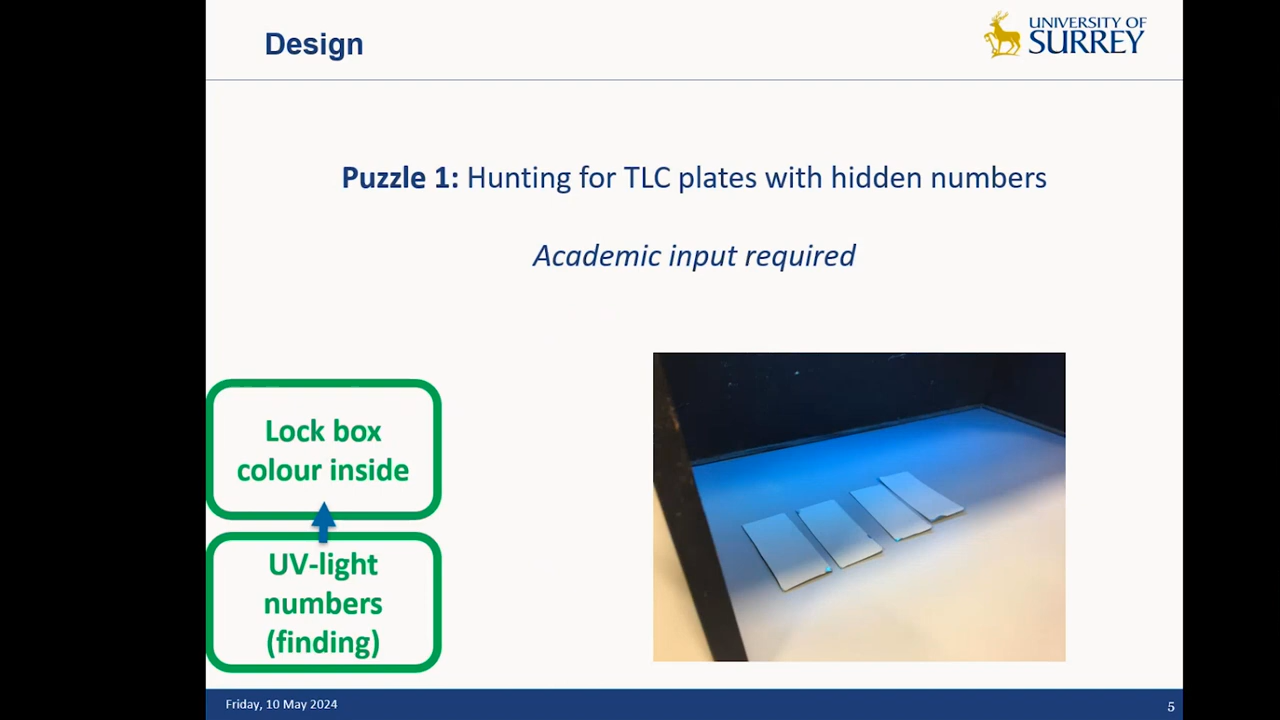 Design
UNIVERSITY OF
SURREY
Puzzle 1: Hunting for TLC plates with hidden numbers
Academic input required
Lock box
colour inside
UV-light
numbers
(finding)
Friday, 10 May 2024
5